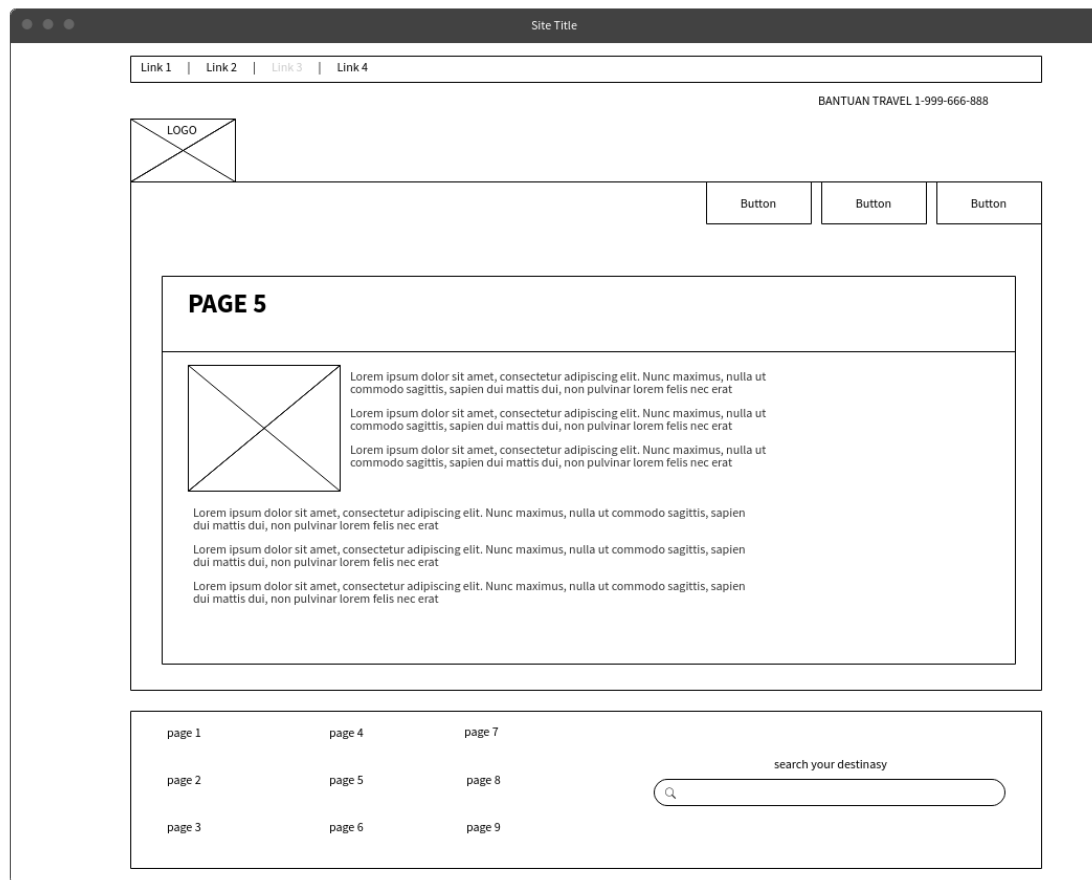 Site Title
Link 1 | Link 2 | Link 3 | Link 4
BANTUAN TRAVEL 1-999-666-888
LOGO
Button Button Button
PAGE 5
Lorem ipsum dolor sit amet, consectetur adipiscing elit. Nunc maximus, nulla ut
commodo sagittis, sapien dui mattis dui, non pulvinar lorem felis nec erat
Lorem ipsum dolor sit amet, consectetur adipiscing elit. Nunc maximus, nulla ut
commodo sagittis, sapien dui mattis dui, non pulvinar lorem felis nec erat
Lorem ipsum dolor sit amet, consectetur adipiscing elit. Nunc maximus, nulla ut
commodo sagittis, sapien dui mattis dui, non pulvinar lorem felis nec erat
Lorem ipsum dolor sit amet, consectetur adipiscing elit. Nunc maximus, nulla ut commodo sagittis, sapien
dui mattis dui, non pulvinar lorem felis nec erat
Lorem ipsum dolor sit amet, consectetur adipiscing elit. Nunc maximus, nulla ut commodo sagittis, sapien
dui mattis dui, non pulvinar lorem felis nec erat
Lorem ipsum dolor sit amet, consectetur adipiscing elit. Nunc maximus, nulla ut commodo sagittis, sapien
dui mattis dui, non pulvinar lorem felis nec erat
page 1 page 4 page 7
search your destinasy
page 2 page 5 page 8
page 3 page 6 page 9